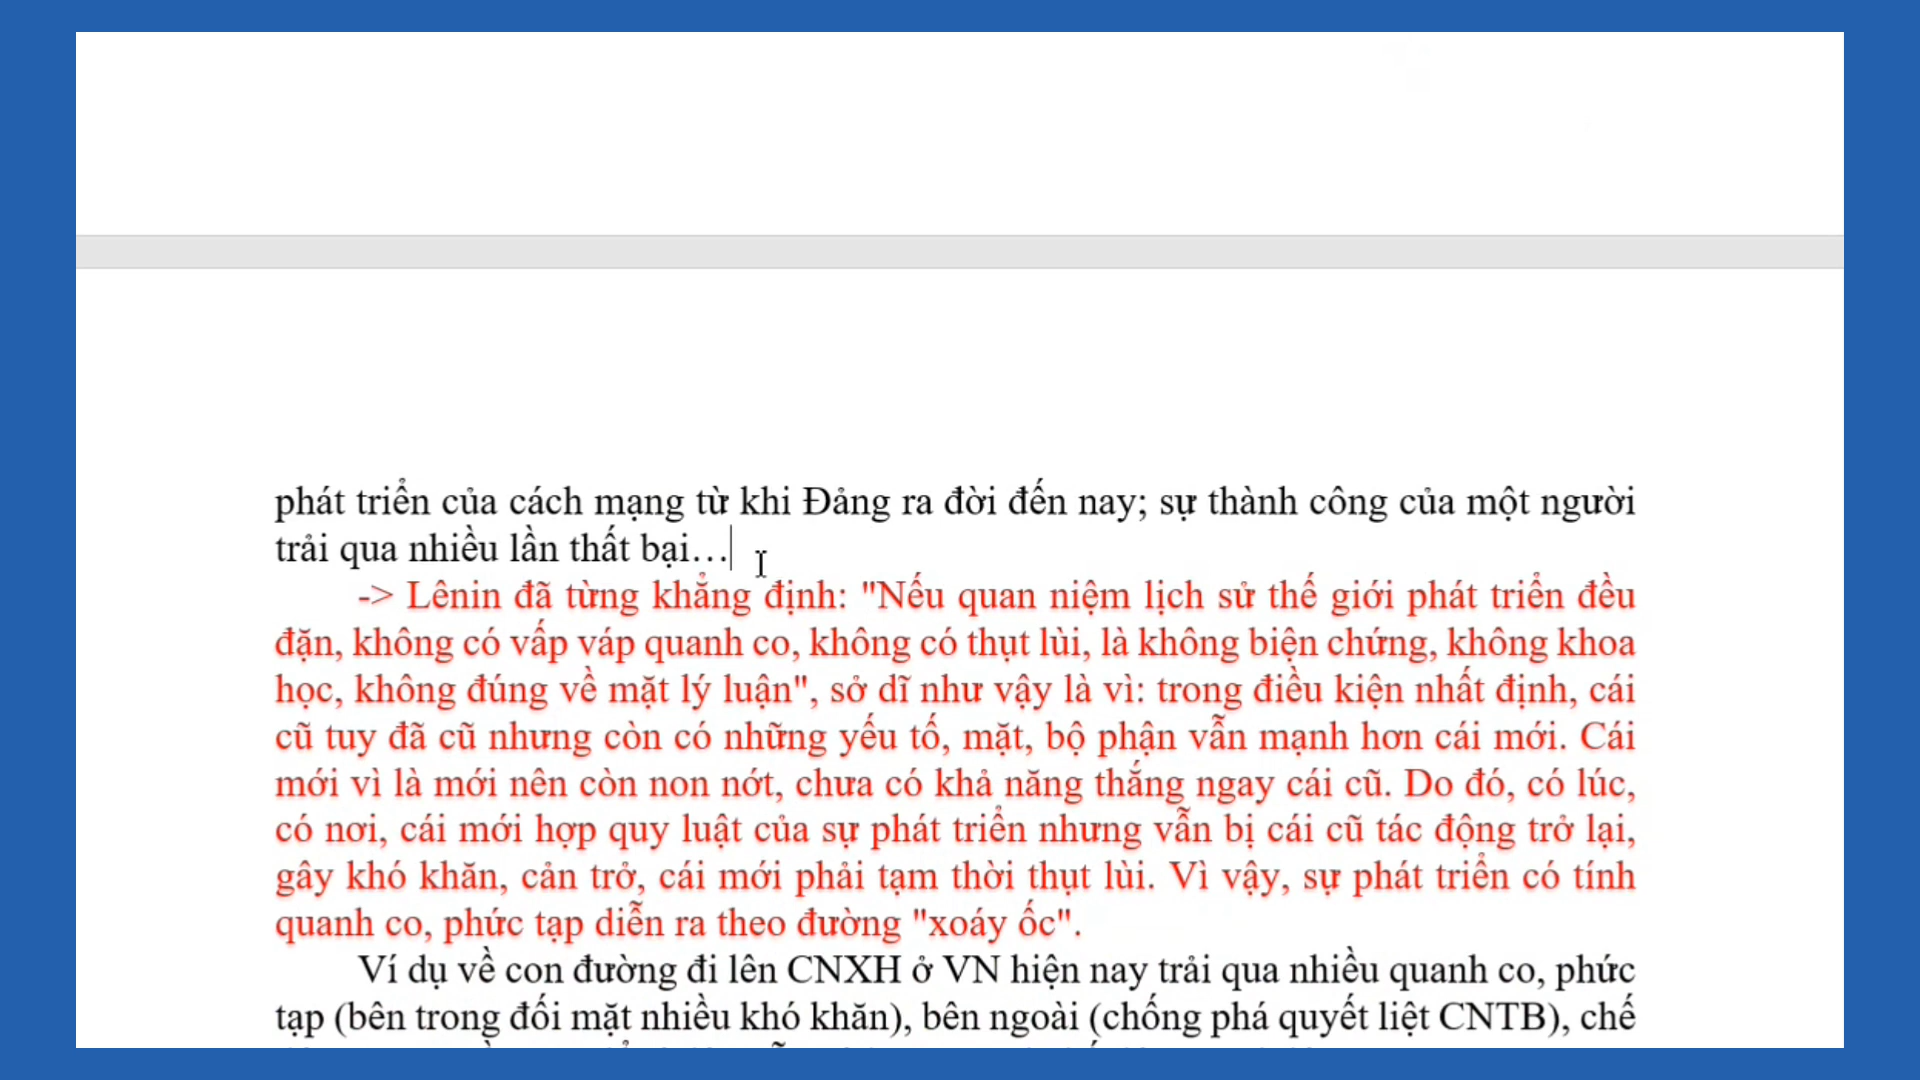 phát triển của cách mạng từ khi Đảng ra đời đến nay; sự thành công của một người
trải qua nhiều lần thất bại…
-> Lênin đã từng khẳng định: "Nếu quan niệm lịch sử thế giới phát triển đều
đặn, không có vấp váp quanh co, không có thụt lùi, là không biện chứng, không khoa
học, không đúng về mặt lý luận", sở dĩ như vậy là vì: trong điều kiện nhất định, cái
cũ tuy đã cũ nhưng còn có những yếu tố, mặt, bộ phận vẫn mạnh hơn cái mới. Cái
mới vì là mới nên còn non nớt, chưa có khả năng thắng ngay cái cũ. Do đó, có lúc,
có nơi, cái mới hợp quy luật của sự phát triển nhưng vẫn bị cái cũ tác động trở lại,
gây khó khăn, cản trở, cái mới phải tạm thời thụt lùi. Vì vậy, sự phát triển có tính
quanh co, phức tạp diễn ra theo đường "xoáy ốc".
Ví dụ về con đường đi lên CNXH ở VN hiện nay trải qua nhiều quanh co, phức
tạp (bên trong đối mặt nhiều khó khăn), bên ngoài (chống phá quyết liệt CNTB), chế